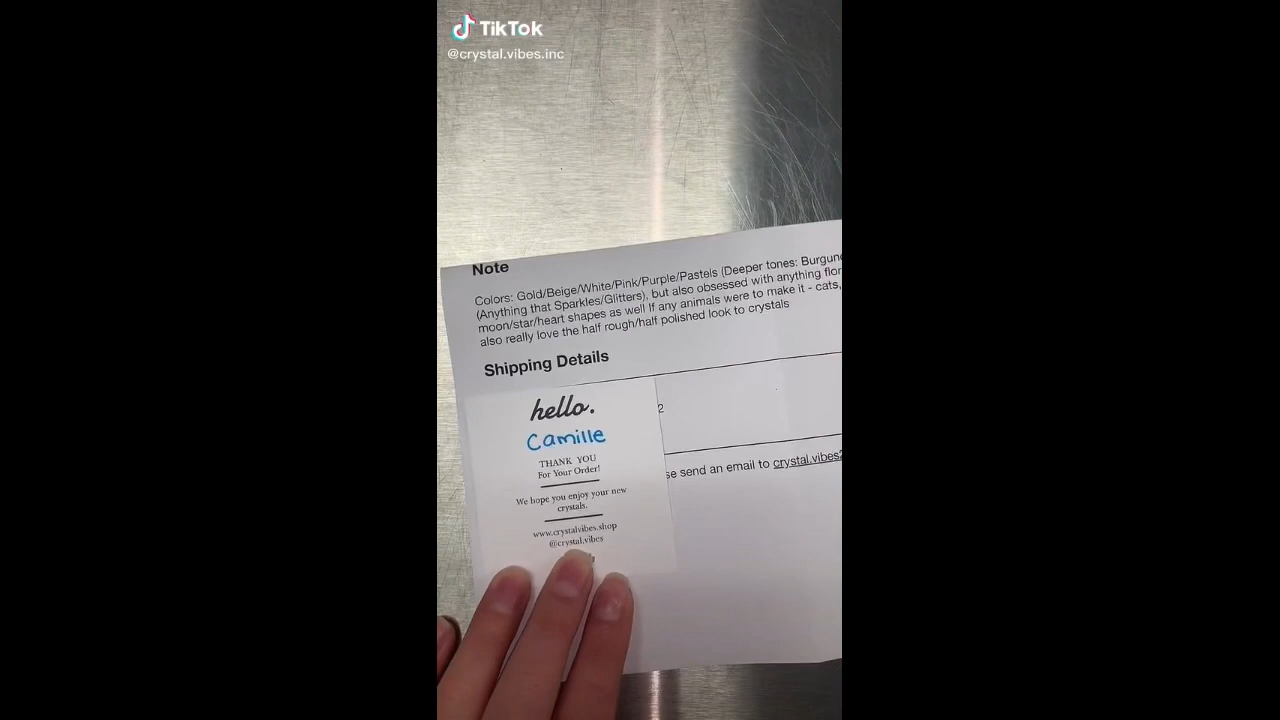 TikTok
@crystal.vibes.inc
Note
Colors: Gold/Beige/White/Pink/Purple/Pastels (Deeper tones:
(Anything that Sparkles/Glitters), but also obsessed with anything
moon/star/heart shapes as well If any animals were to make it - cats,
also really love the half rough/half polished look to crystals
Shipping Details
hello.
2
Camille
THANK YOU
For Your Order!
send an email to crystal.vibes
We hope you enjoy your new
crystals.
www.crystalvibes.shop
@crystal.vibes